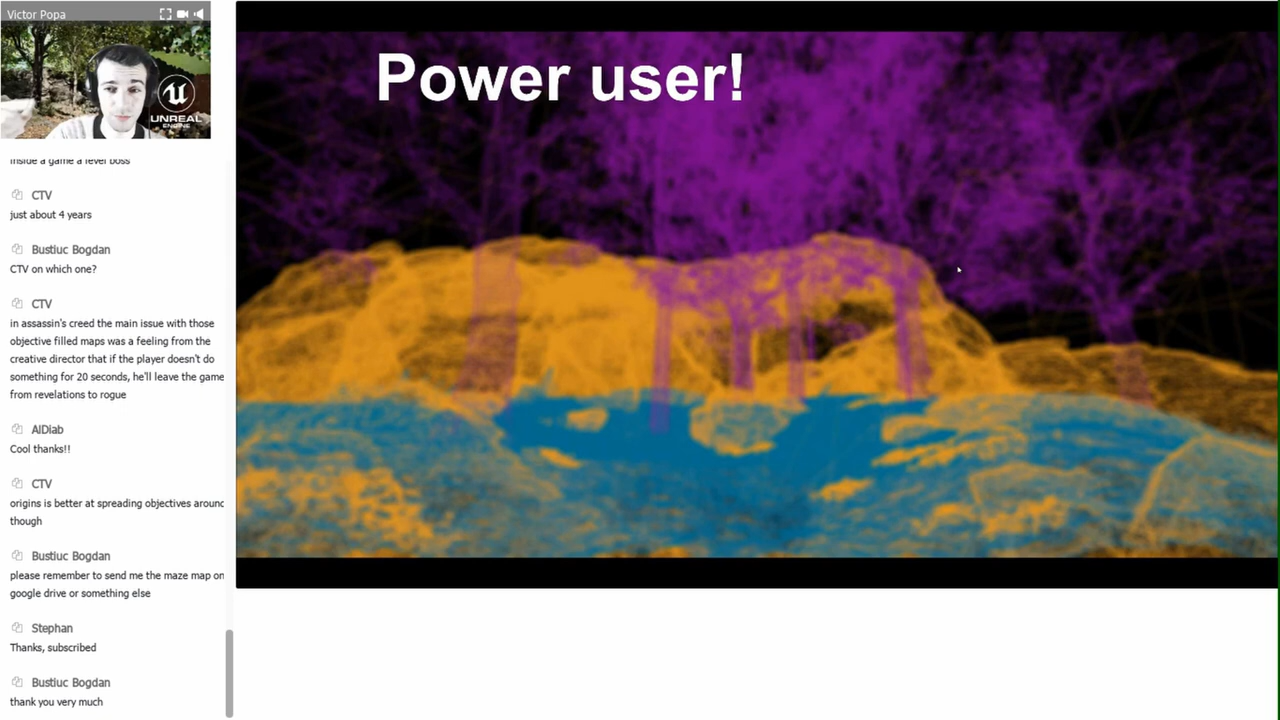 Victor Popa
UNREAL
ENGINE
inside a game a level boss
CTV
just about 4 years
Bustiuc Bogdan
CTV on which one?
CTV
in assassin's creed the main issue with those
objective filled maps was a feeling from the
creative director that if the player doesn't do
something for 20 seconds, he'll leave the game
from revelations to rogue
AlDiab
Cool thanks!!
CTV
origins is better at spreading objectives around
though
Bustiuc Bogdan
please remember to send me the maze map on
google drive or something else
Stephan
Thanks, subscribed
Bustiuc Bogdan
thank you very much
Power user!